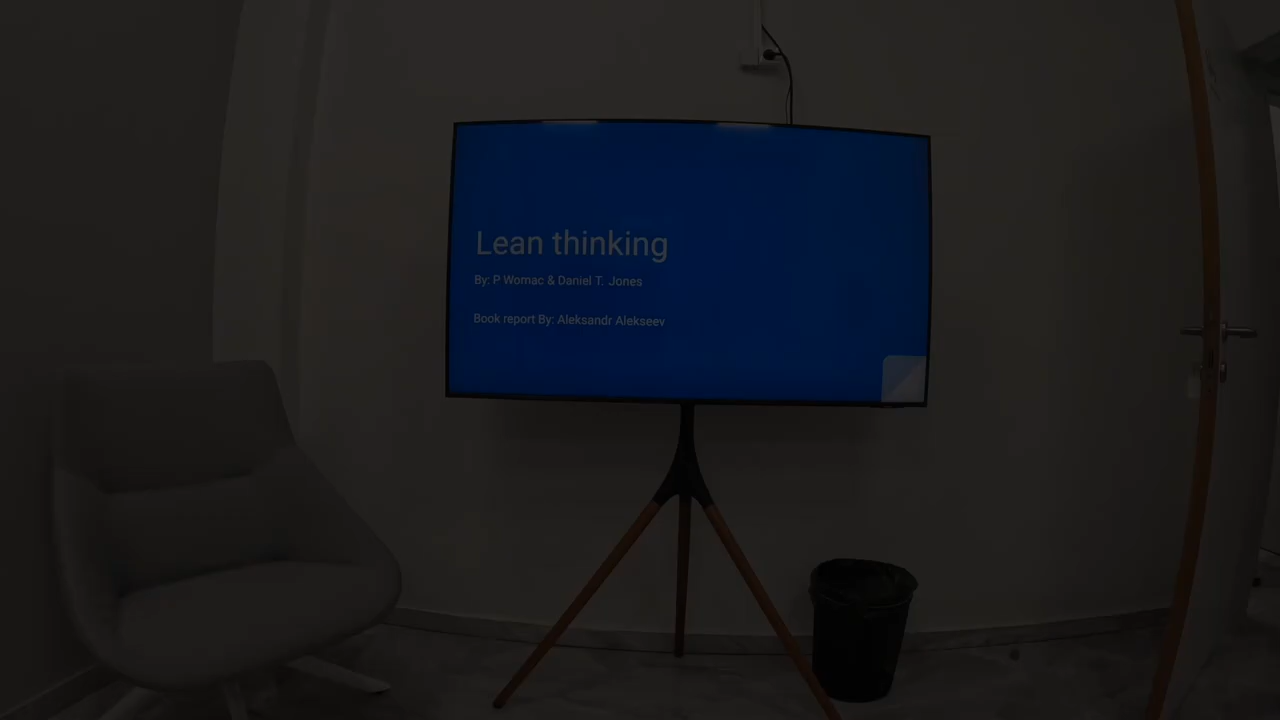 Lean thinking
By: P Womac & Daniel T. Jones
Book report By: Aleksandr Alekseev